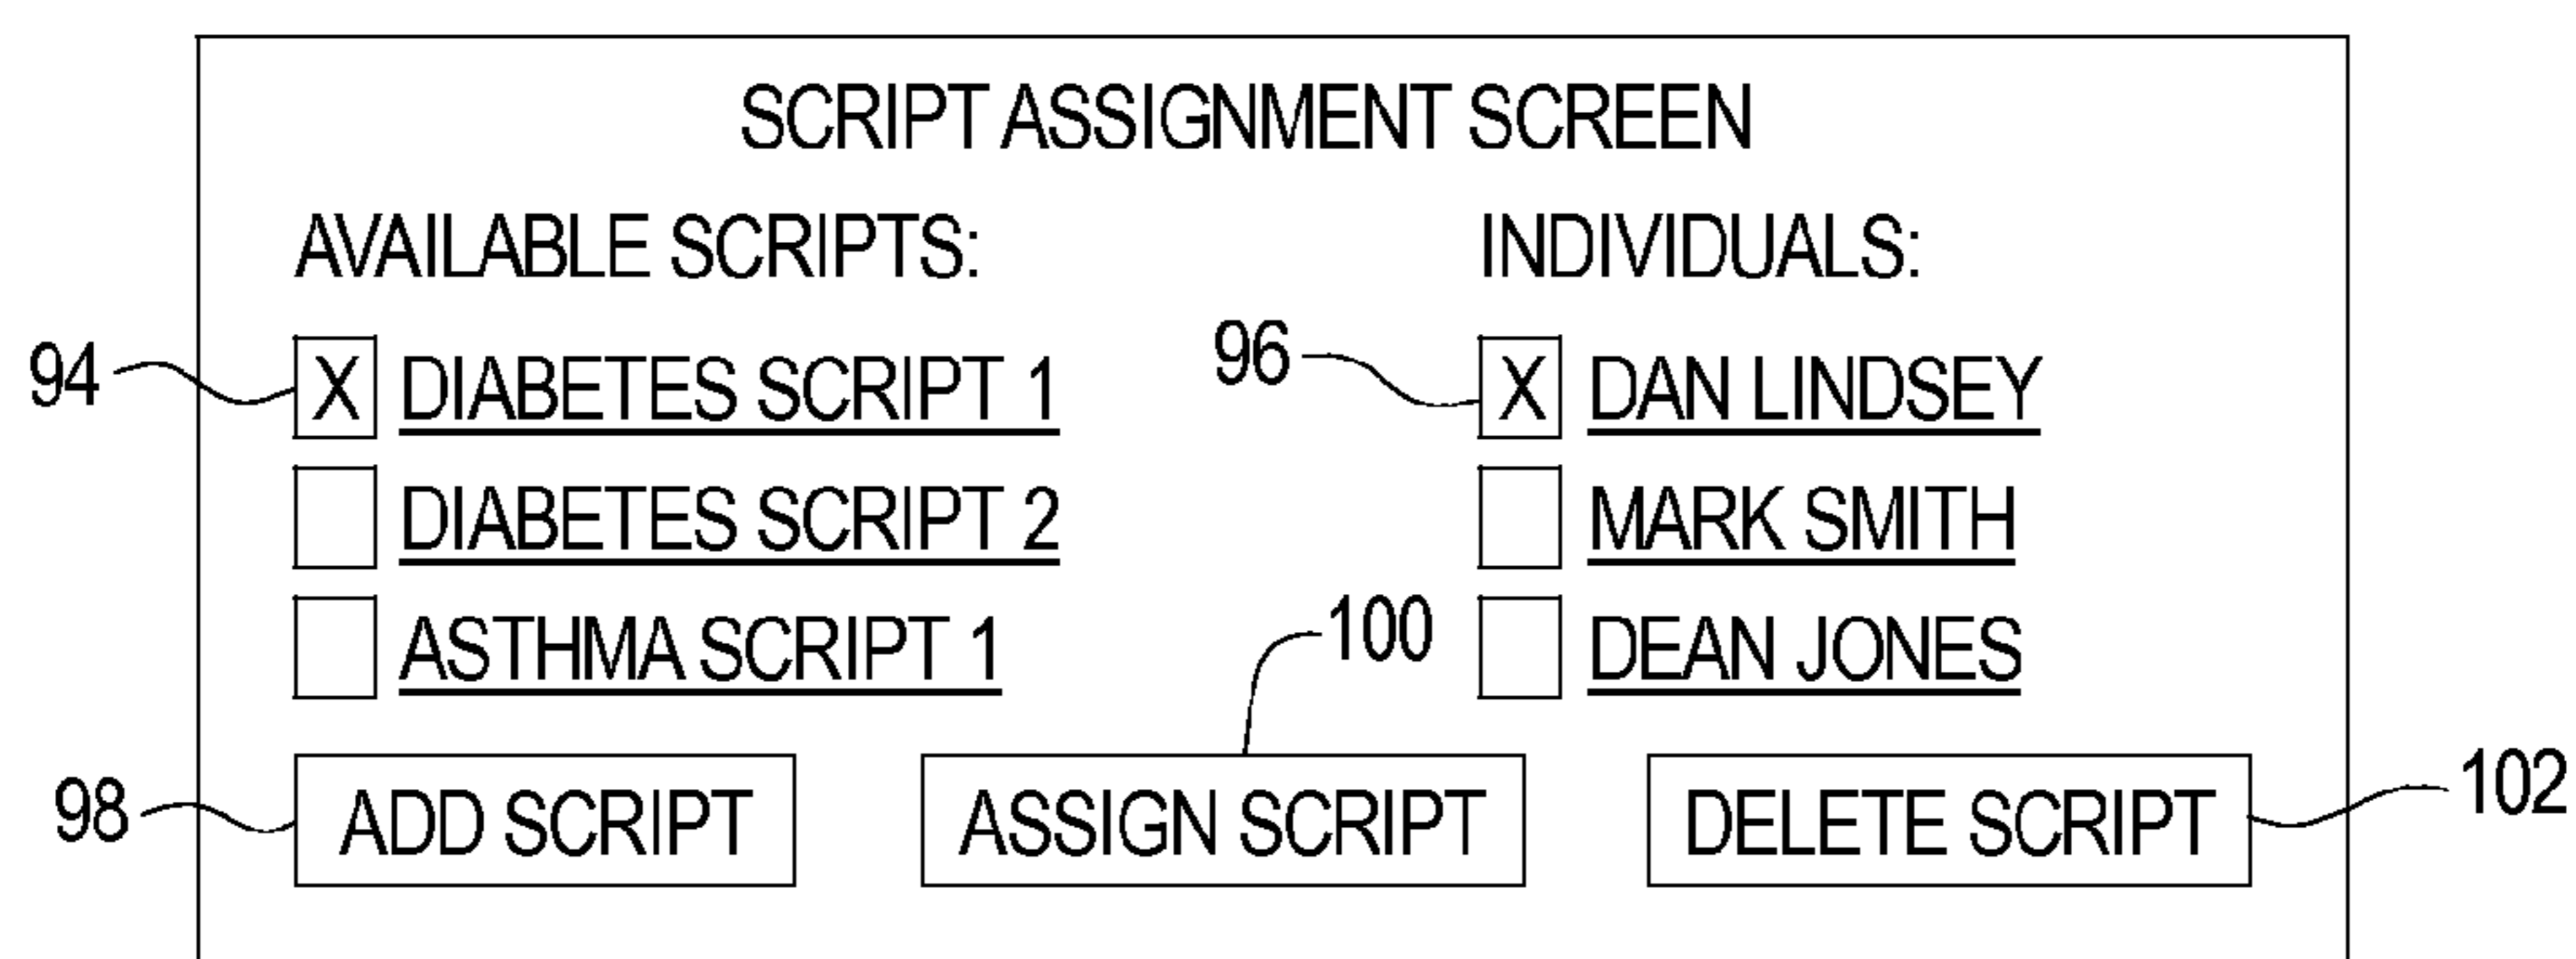 SCRIPT ASSIGNMENT SCREEN
AVAILABLE SCRIPTS: INDIVIDUALS:
94 X DIABETES SCRIPT 1 96 X DAN LINDSEY
DIABETES SCRIPT 2 MARK SMITH
ASTHMA SCRIPT 1 100 DEAN JONES
98 ADD SCRIPT ASSIGN SCRIPT DELETE SCRIPT 102